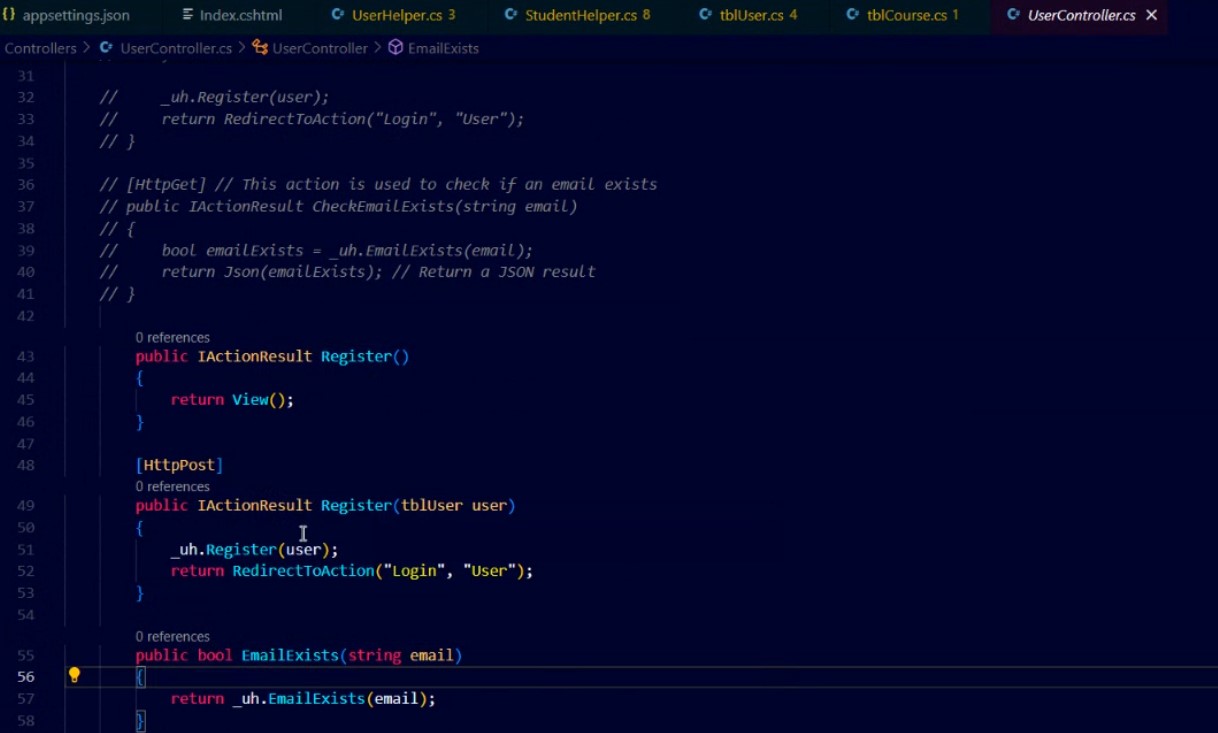 {} appsettings.json Index.cshtml C# UserHelper.cs 3 C# StudentHelper.cs 8 C# tblUser.cs 4 C# tblCourse.cs 1 C# UserController.cs ×
Controllers > C# UserController.cs > UserController > EmailExists
31
32 // _uh.Register(user);
33 // return RedirectToAction("Login", "User");
34 // }
35
36 // [HttpGet] // This action is used to check if an email exists
37 // public IActionResult CheckEmailExists(string email)
38 // {
39 // bool emailExists = _uh.EmailExists(email);
40 // return Json(emailExists); // Return a JSON result
41 // }
42
0 references
43 public IActionResult Register()
44 {
45 return View();
46 }
47
48 [HttpPost]
0 references
49 public IActionResult Register(tblUser user)
50 {
51 _uh.Register(user);
52 return RedirectToAction("Login", "User");
53 }
54
0 references
55 public bool EmailExists(string email)
56 {
57 return _uh.EmailExists(email);
58 }